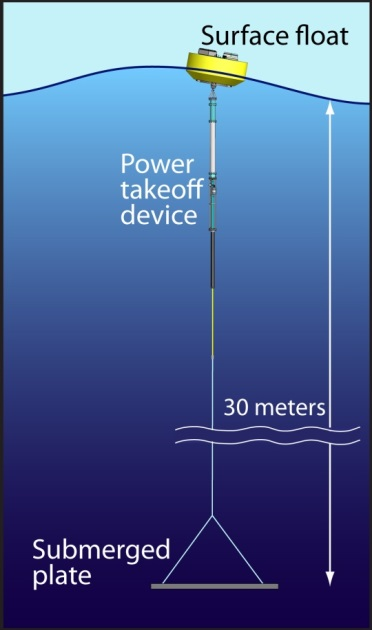 Surface float
Power
takeoff
device
30 meters
Submerged
plate